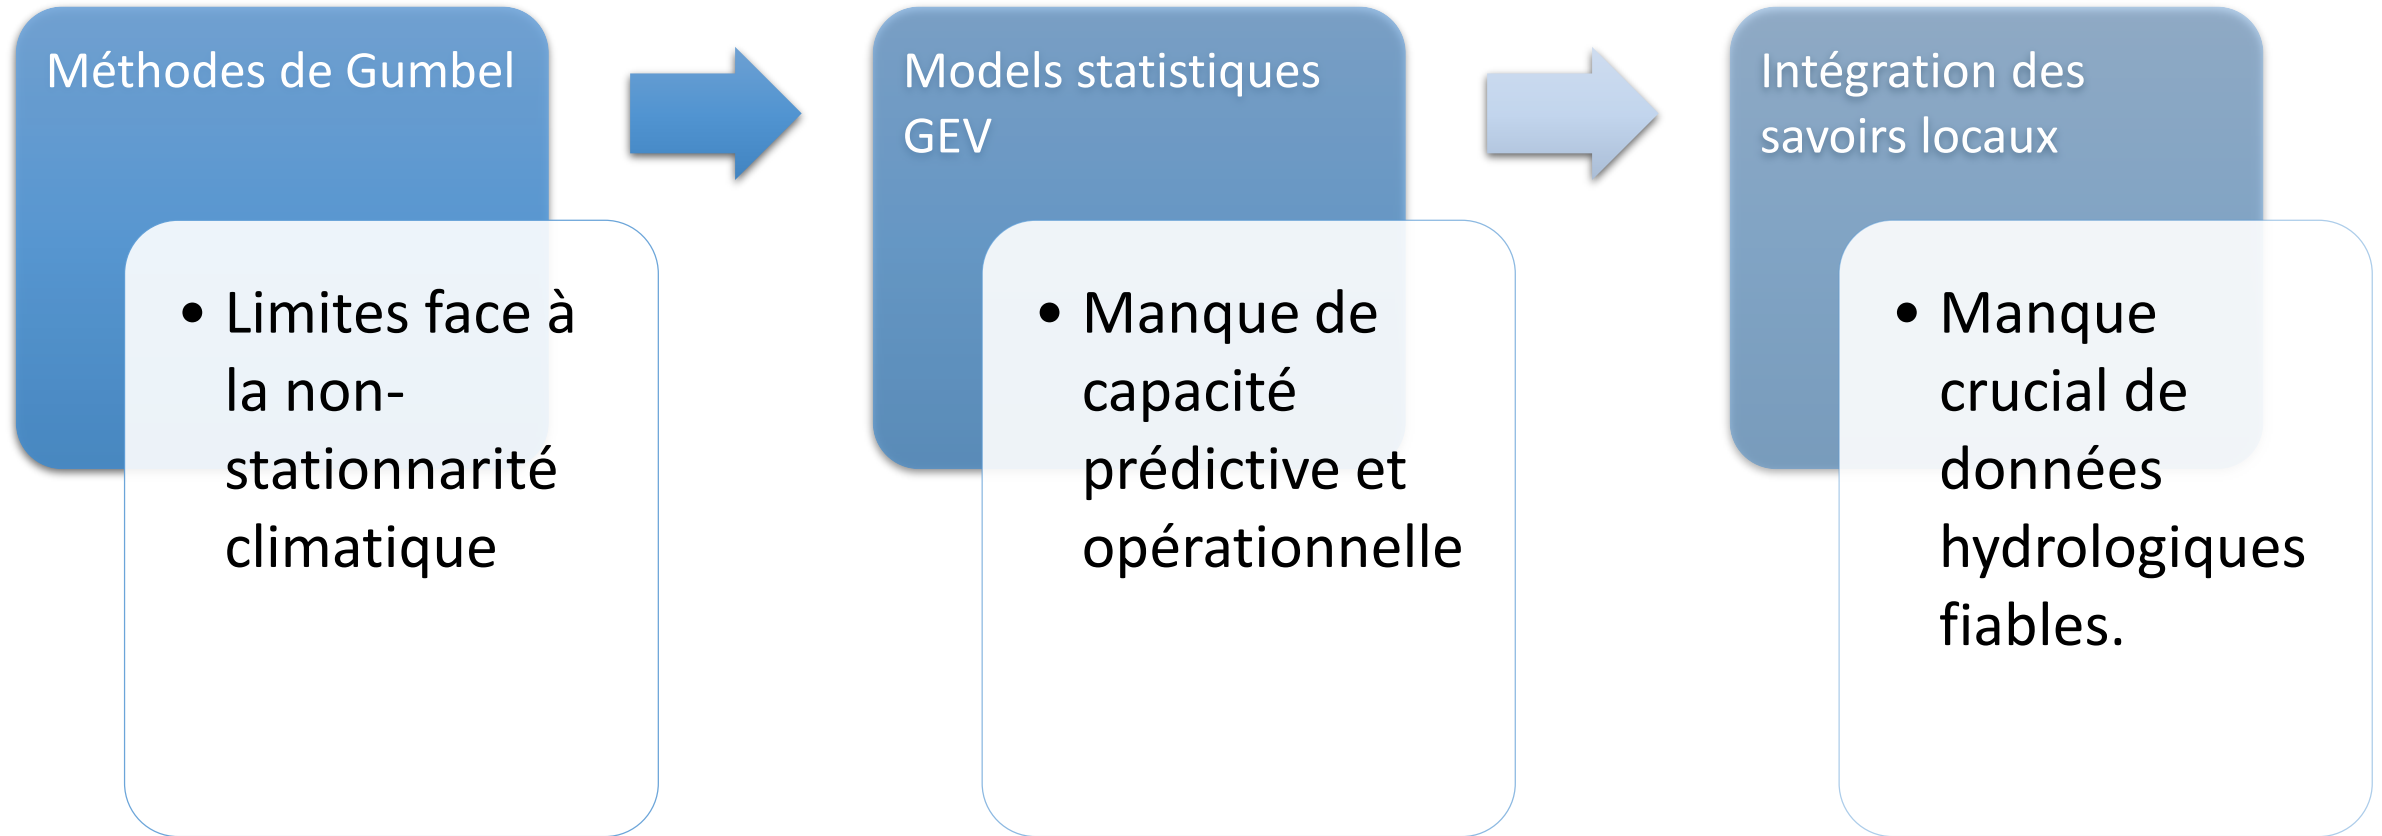 Méthodes de Gumbel
• Limites face à
la non-
stationnarité
climatique
Models statistiques
GEV
• Manque de
capacité
prédictive et
opérationnelle
Intégration des
savoirs locaux
• Manque
crucial de
données
hydrologiques
fiables.